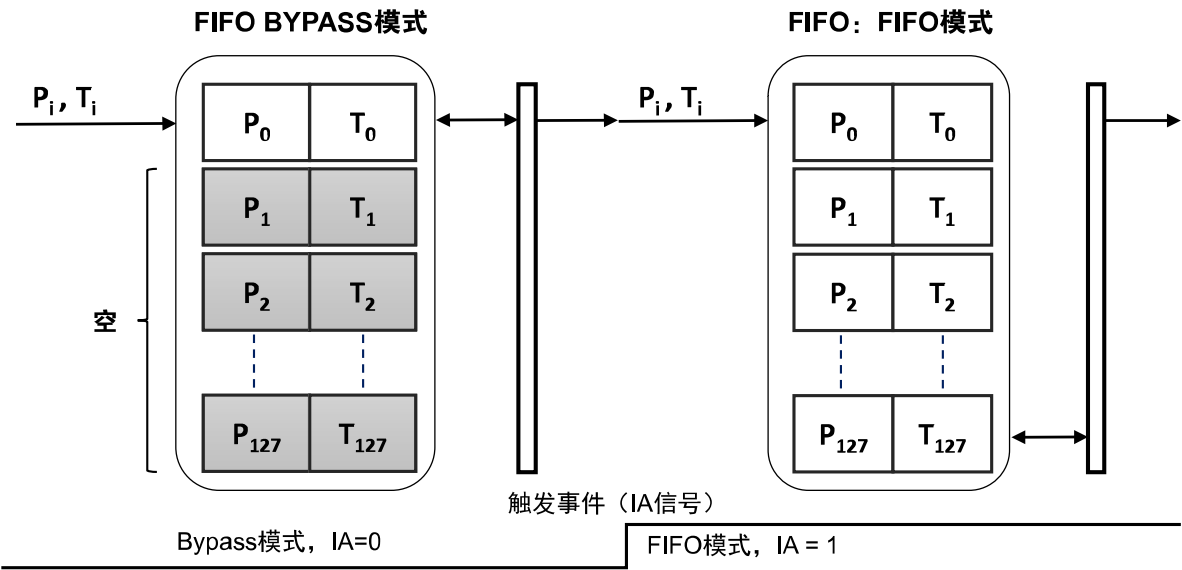 FIFO BYPASS模式
FIFO：FIFO模式
Pi , Ti
P0 T0
P1 T1
P2 T2
P127 T127
空
Pi , Ti
P0 T0
P1 T1
P2 T2
P127 T127
触发事件（IA信号）
Bypass模式，IA=0
FIFO模式，IA = 1